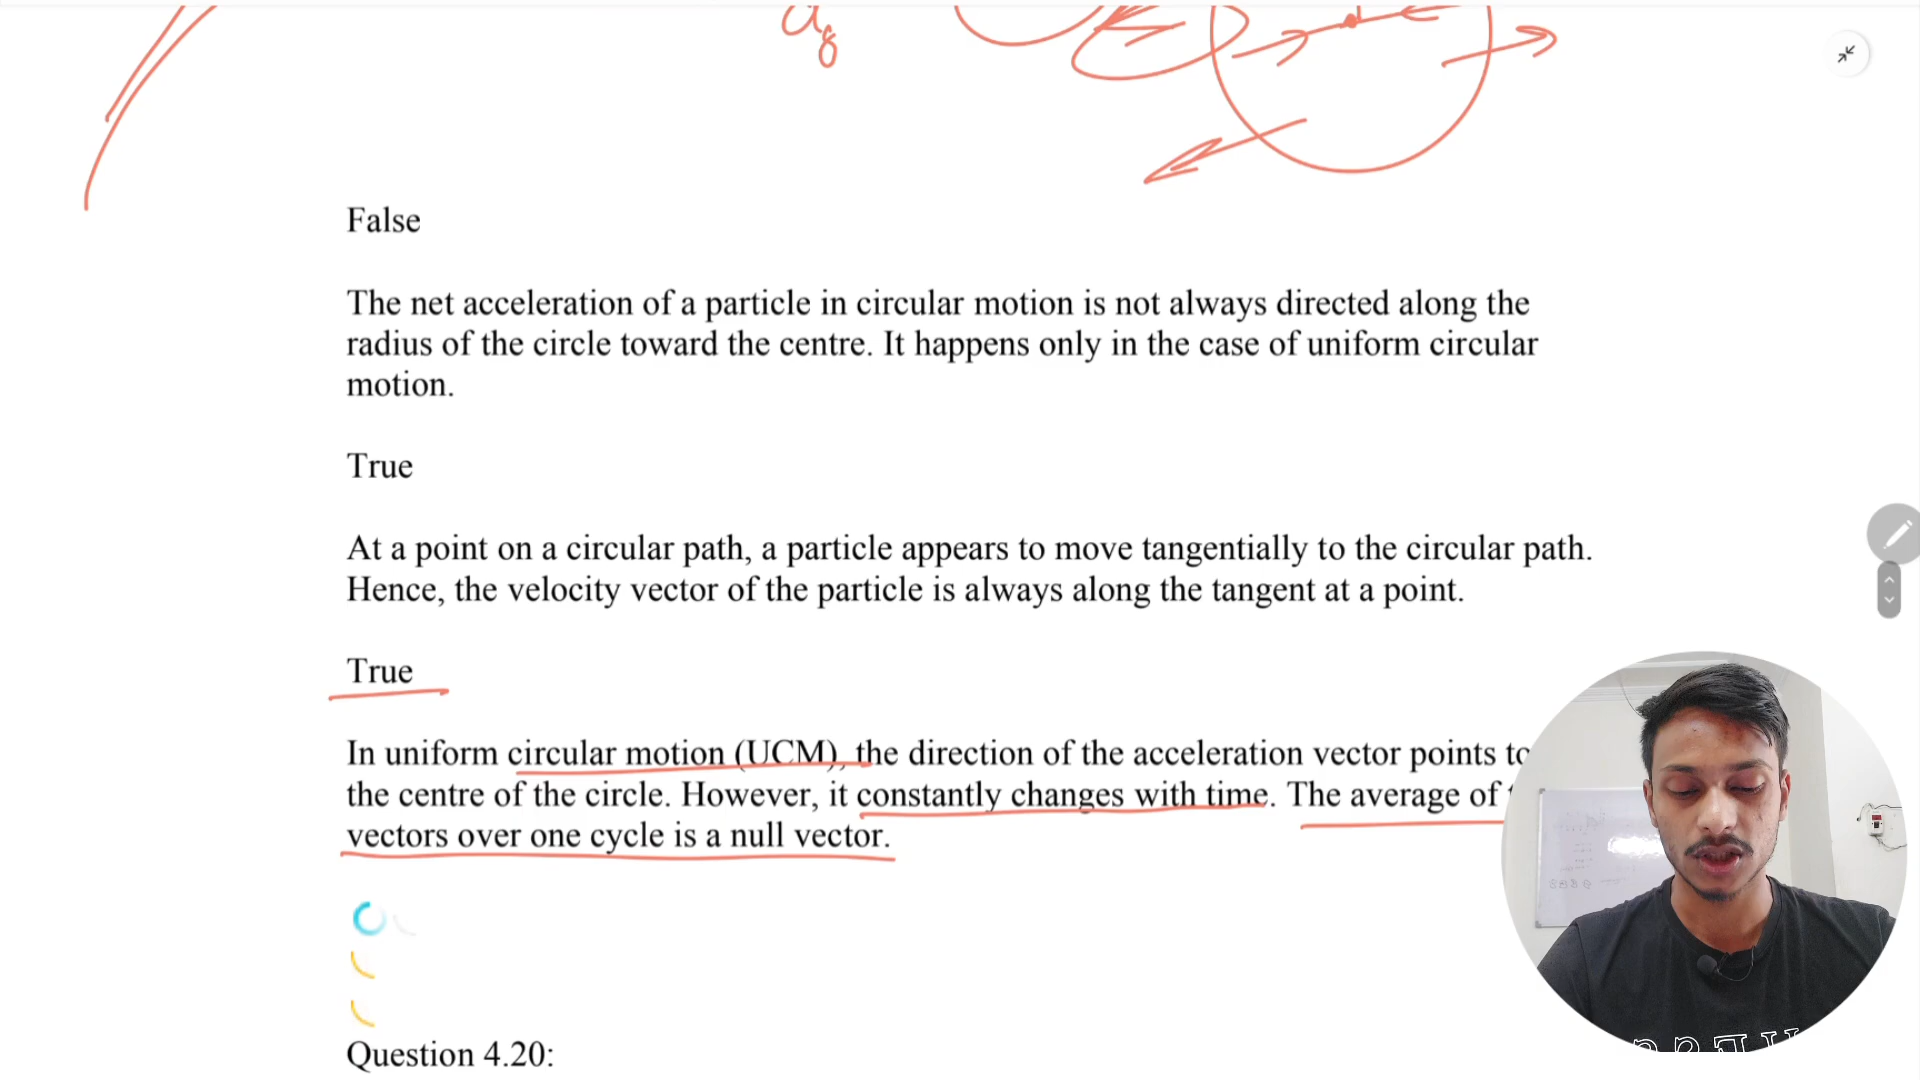 False
The net acceleration of a particle in circular motion is not always directed along the
radius of the circle toward the centre. It happens only in the case of uniform circular
motion.
True
At a point on a circular path, a particle appears to move tangentially to the circular path.
Hence, the velocity vector of the particle is always along the tangent at a point.
True
In uniform circular motion (UCM), the direction of the acceleration vector points to
the centre of the circle. However, it constantly changes with time. The average of
vectors over one cycle is a null vector.
Question 4.20: